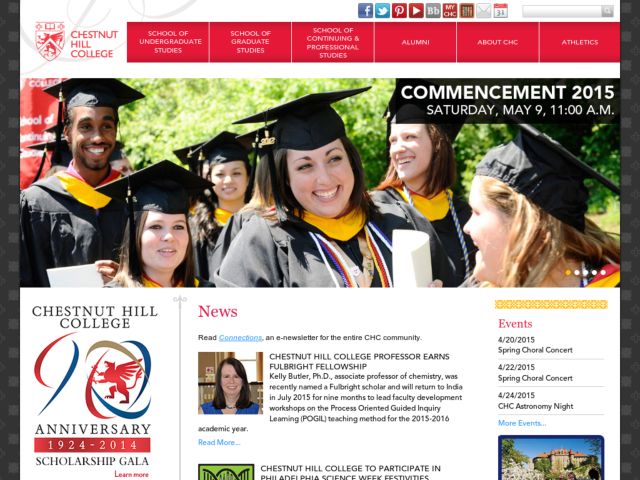 CHESTNUT
HILL
COLLEGE
Bb
MY
CHC
31
SCHOOL OF
UNDERGRADUATE
STUDIES
SCHOOL OF
GRADUATE
STUDIES
SCHOOL OF
CONTINUING &
PROFESSIONAL
STUDIES
ALUMNI
ABOUT CHC
ATHLETICS
COMMENCEMENT 2015
SATURDAY, MAY 9, 11:00 A.M.
CHESTNUT HILL
COLLEGE
90
ANNIVERSARY
1924-2014
SCHOLARSHIP GALA
Learn more
News
Read Connections, an e-newsletter for the entire CHC community.
CHESTNUT HILL COLLEGE PROFESSOR EARNS
FULBRIGHT FELLOWSHIP
Kelly Butler, Ph.D., associate professor of chemistry, was
recently named a Fulbright scholar and will return to India
in July 2015 for nine months to lead faculty development
workshops on the Process Oriented Guided Inquiry
Learning (POGIL) teaching method for the 2015-2016
academic year.
Read More...
CHESTNUT HILL COLLEGE TO PARTICIPATE IN
PHILADELPHIA SCIENCE WEEK FESTIVITIES
Events
4/20/2015
Spring Choral Concert
4/22/2015
Spring Choral Concert
4/24/2015
CHC Astronomy Night
More Events...